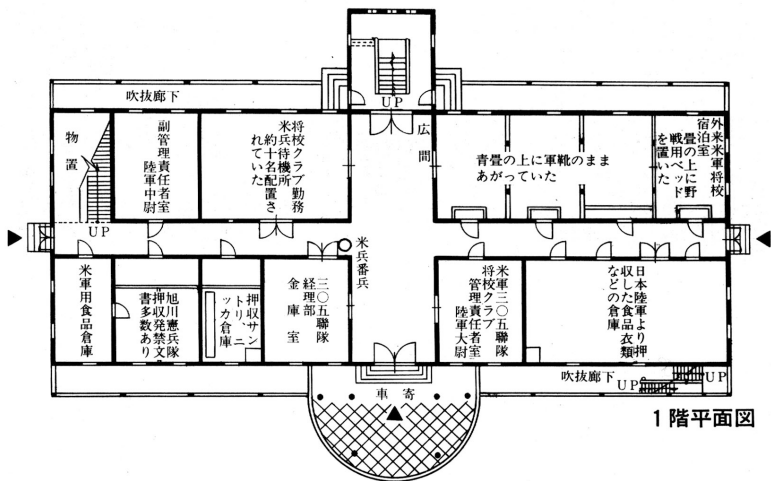 UP
吹抜廊下
物置
UP
副管理責任者室
陸軍中尉
将校クラブ勤務
米兵待機所
約十名配置さ
れていた
広間
青畳の上に軍靴のまま
あがっていた
外来米軍将校
宿泊室
畳の上に野
戦用ベッド
を置いた
米兵番兵
米軍用食品倉庫
旭川憲兵隊
押収発禁文
書多数あり
押収サン
トリ、ニ
ッカ倉庫
三〇五聯隊
経理部
金庫室
米軍三〇五聯隊
将校クラブ
管理責任者室
陸軍大尉
日本陸軍より押
収した食品衣類
などの倉庫
車寄
吹抜廊下
UP
UP
1階平面図